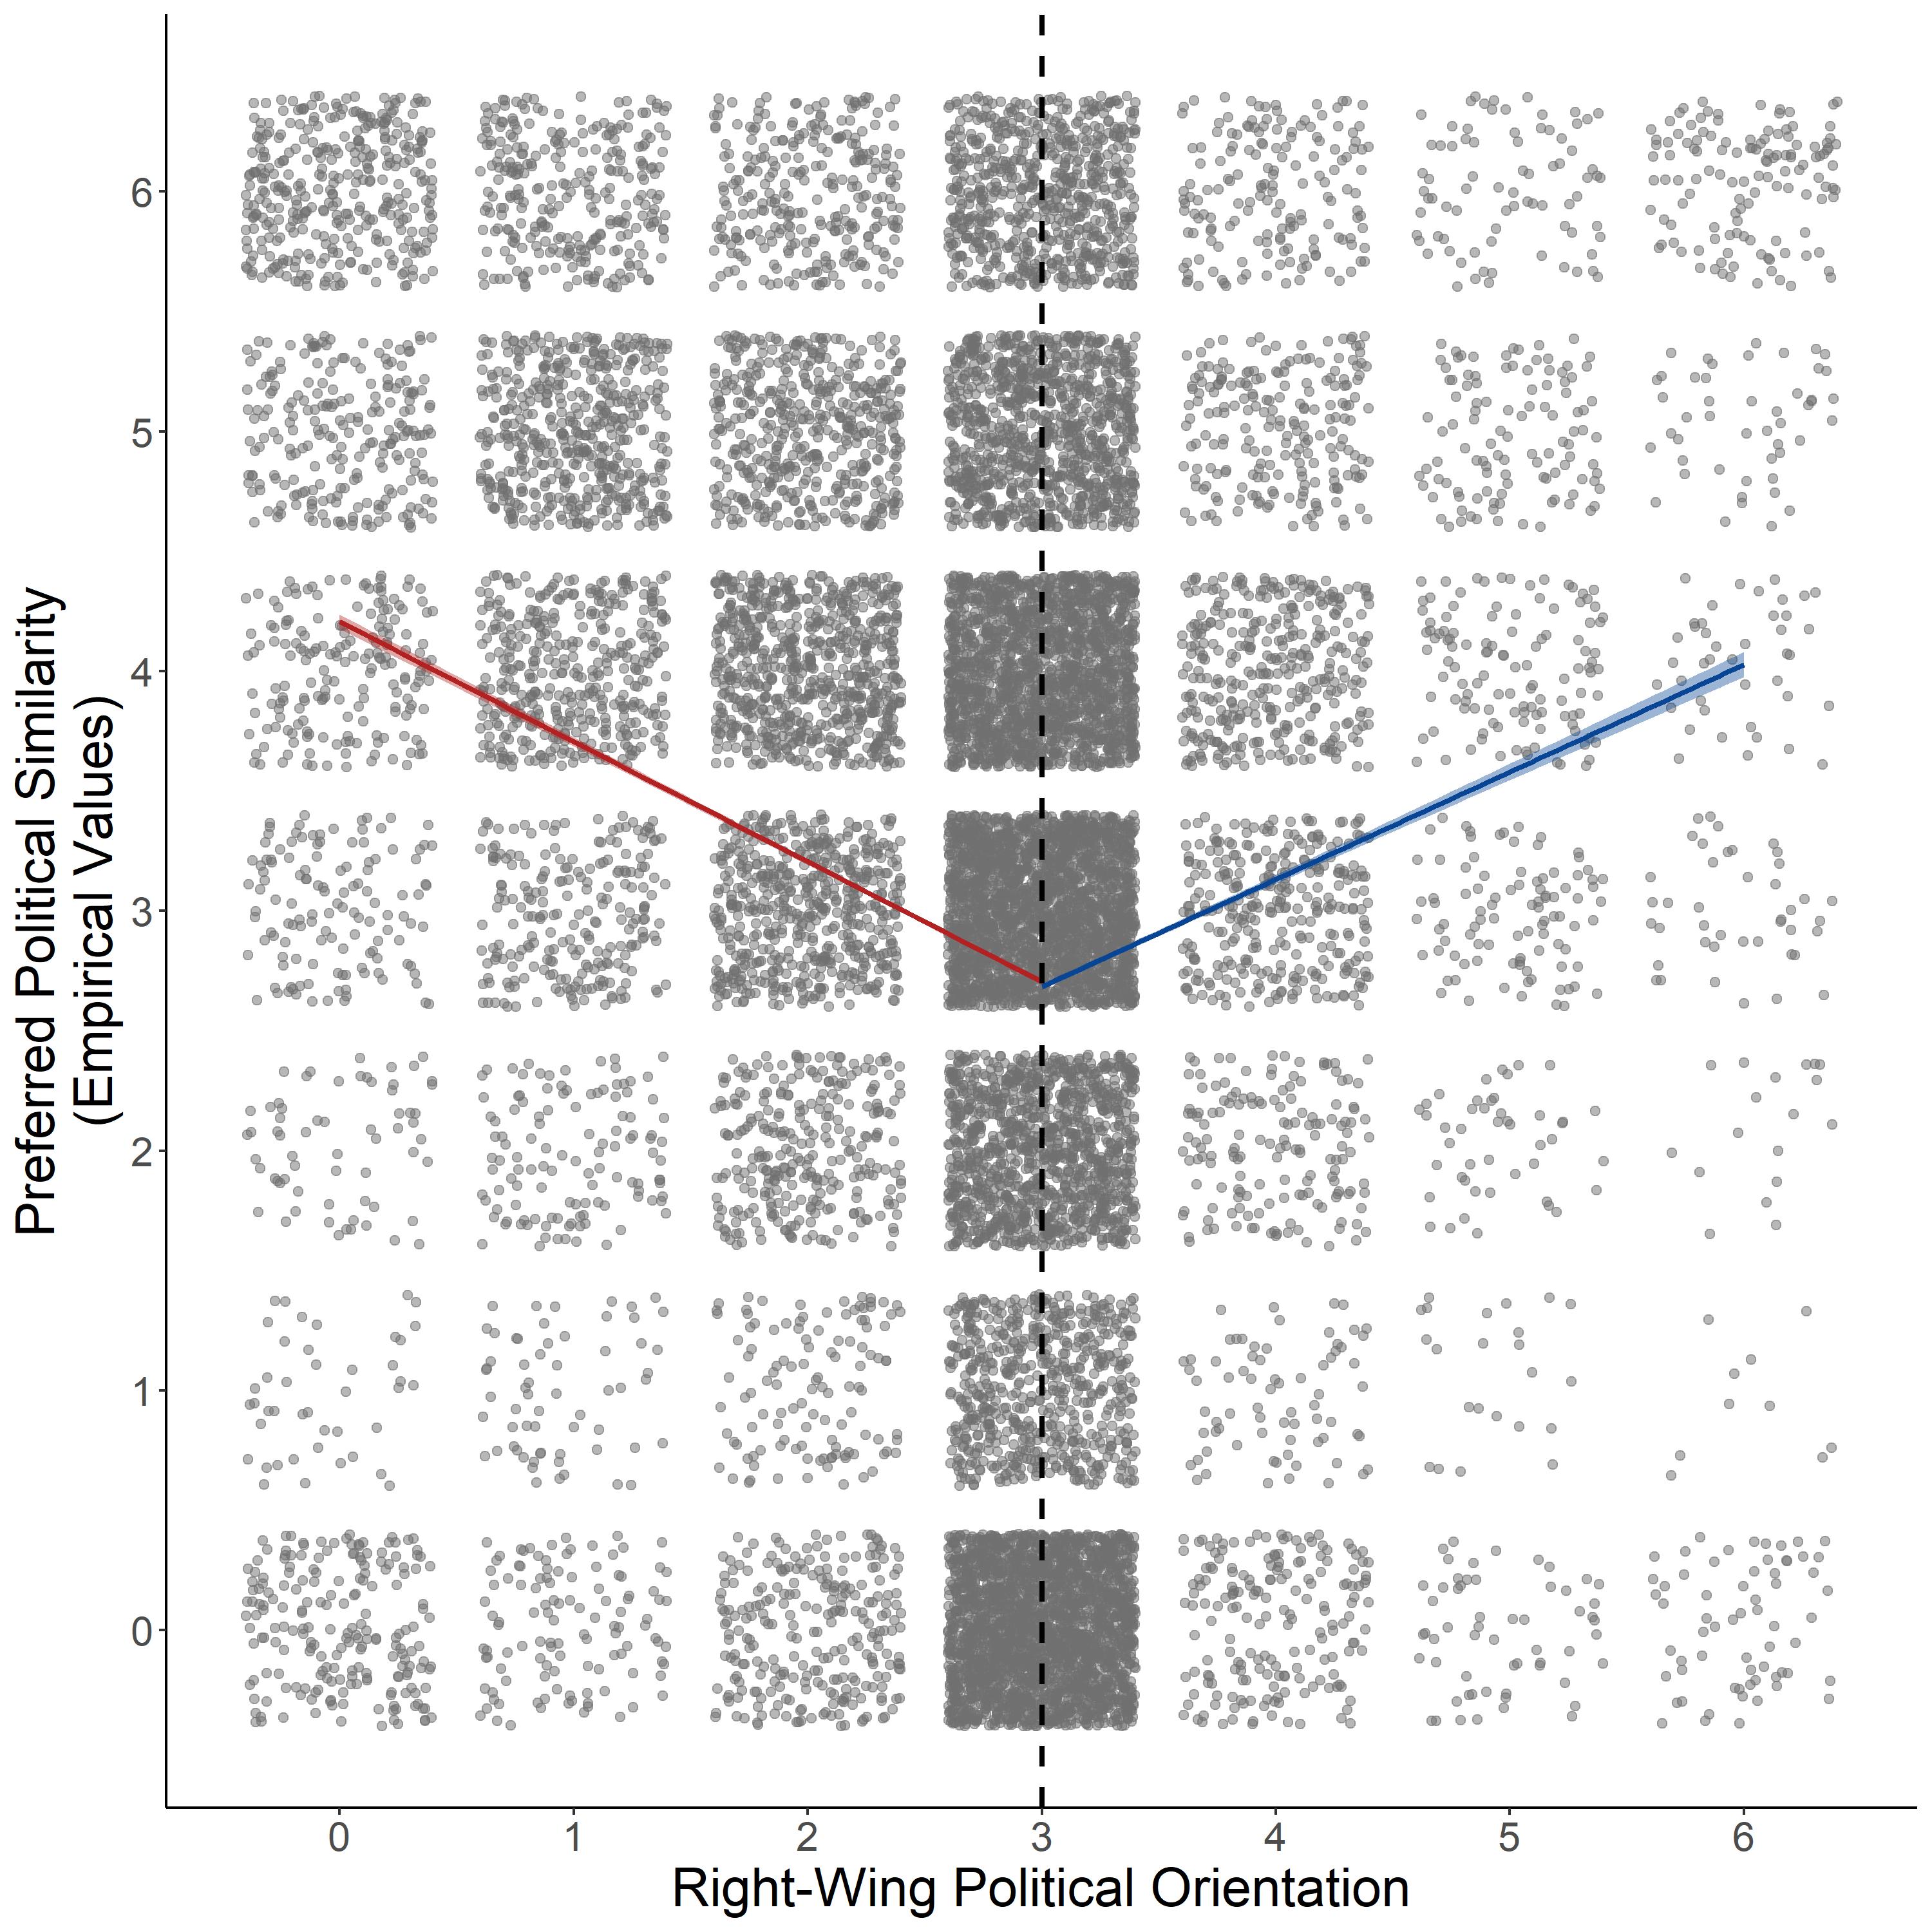 Preferred Political Similarity
(Empirical Values)
6
5
4
3
2
1
0
0 1 2 3 4 5 6
Right-Wing Political Orientation